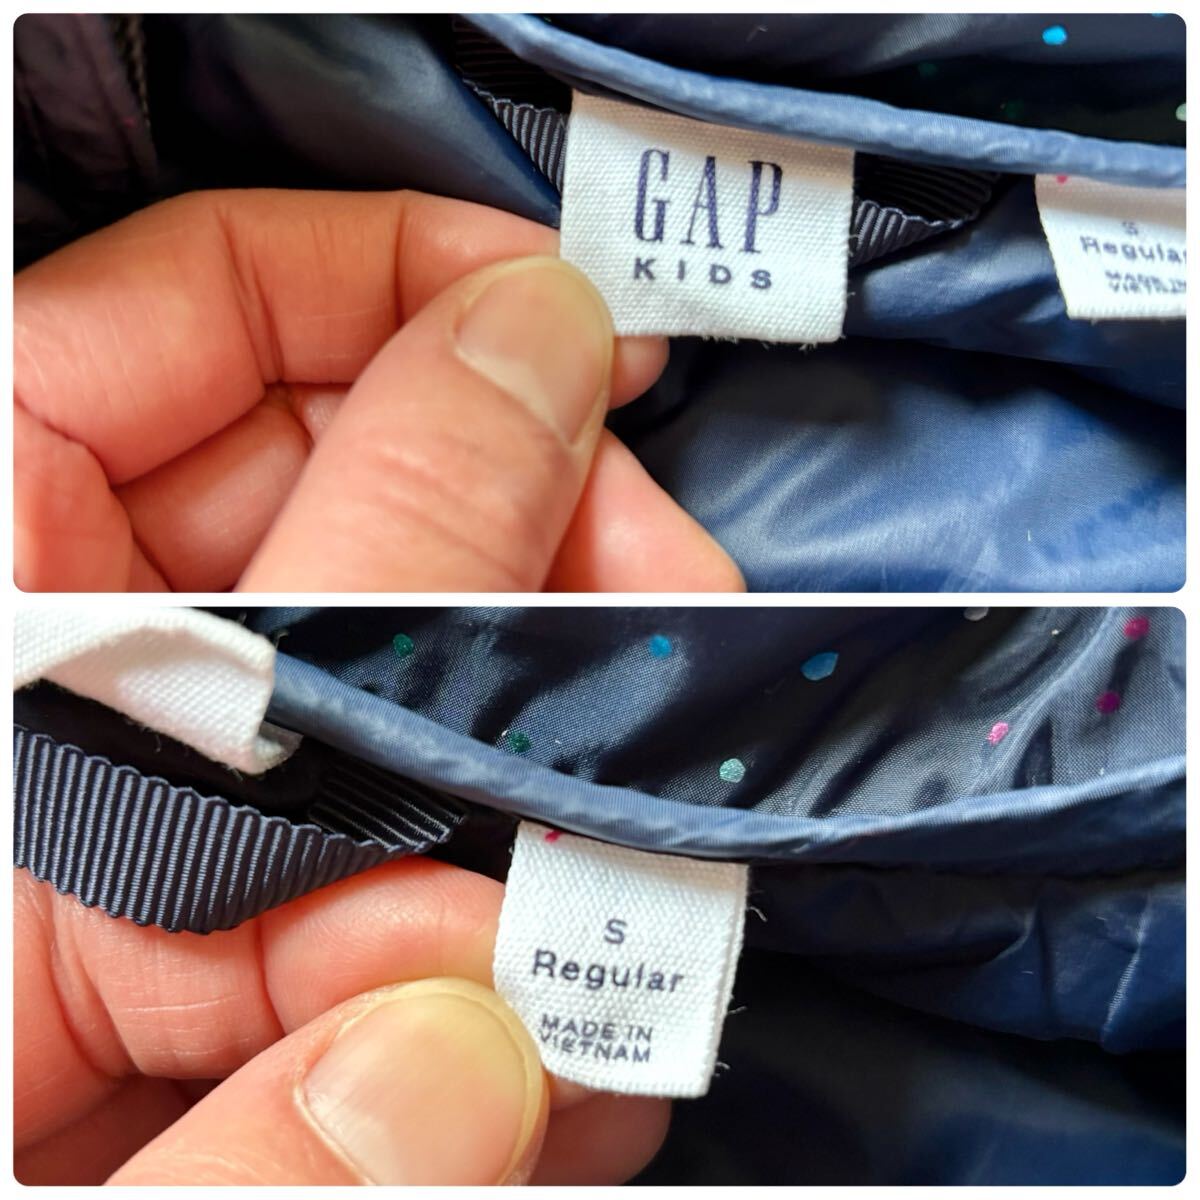 GAP
KIDS
S
Regular
S
Regular
MADE IN
VIETNAM